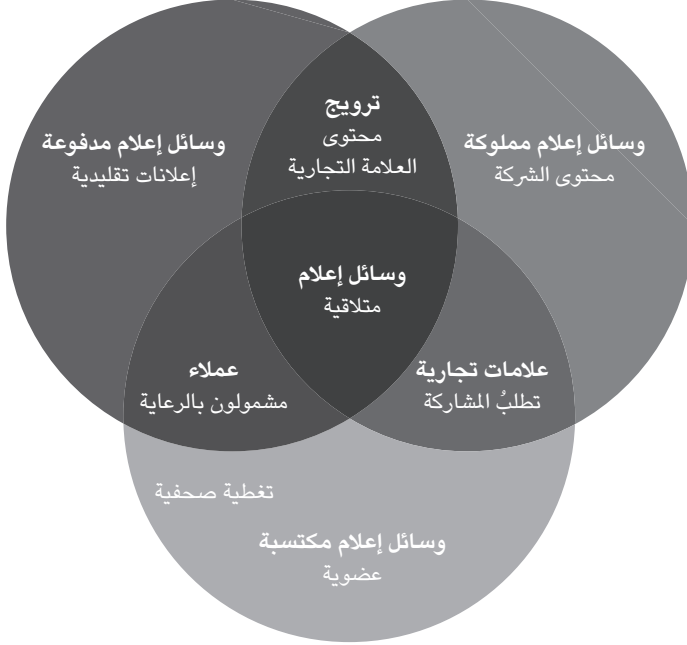 ترويج
محتوى
العلامة التجارية
وسائل إعلام مملوكة
محتوى الشركة
وسائل إعلام مدفوعة
إعلانات تقليدية
وسائل إعلام
متلاقية
علامات تجارية
تطلبُ المشاركة
عملاء
مشمولون بالرعاية
تغطية صحفية
وسائل إعلام مكتسبة
عضوية